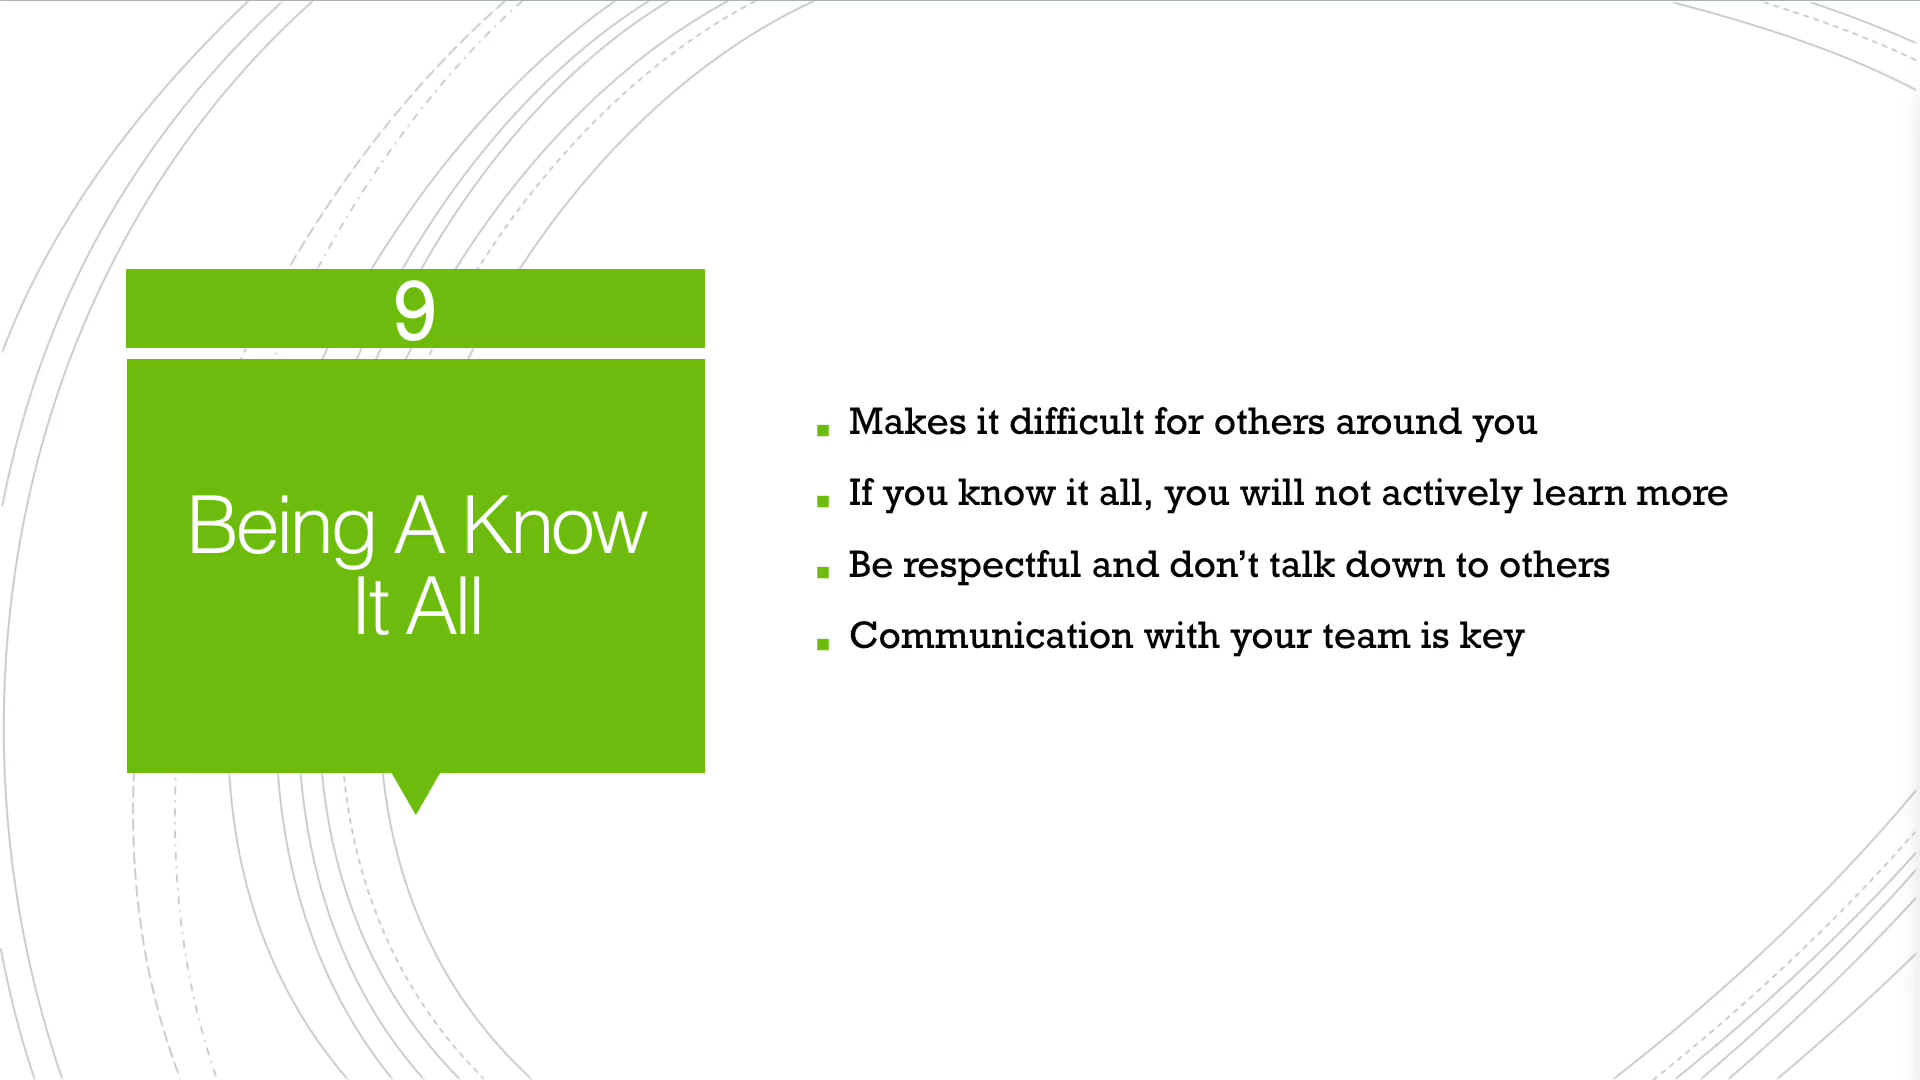 9
Being A Know
It All
Makes it difficult for others around you
If you know it all, you will not actively learn more
Be respectful and don’t talk down to others
Communication with your team is key